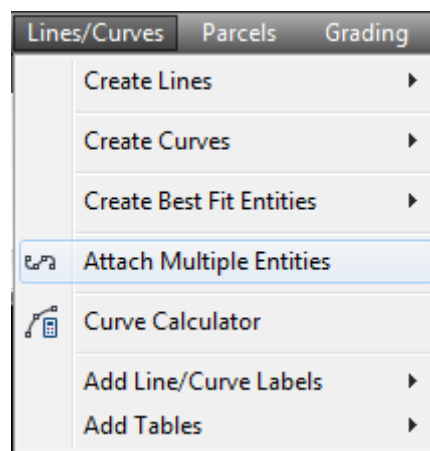 Lines/Curves Parcels Grading
Create Lines
Create Curves
Create Best Fit Entities
Attach Multiple Entities
Curve Calculator
Add Line/Curve Labels
Add Tables